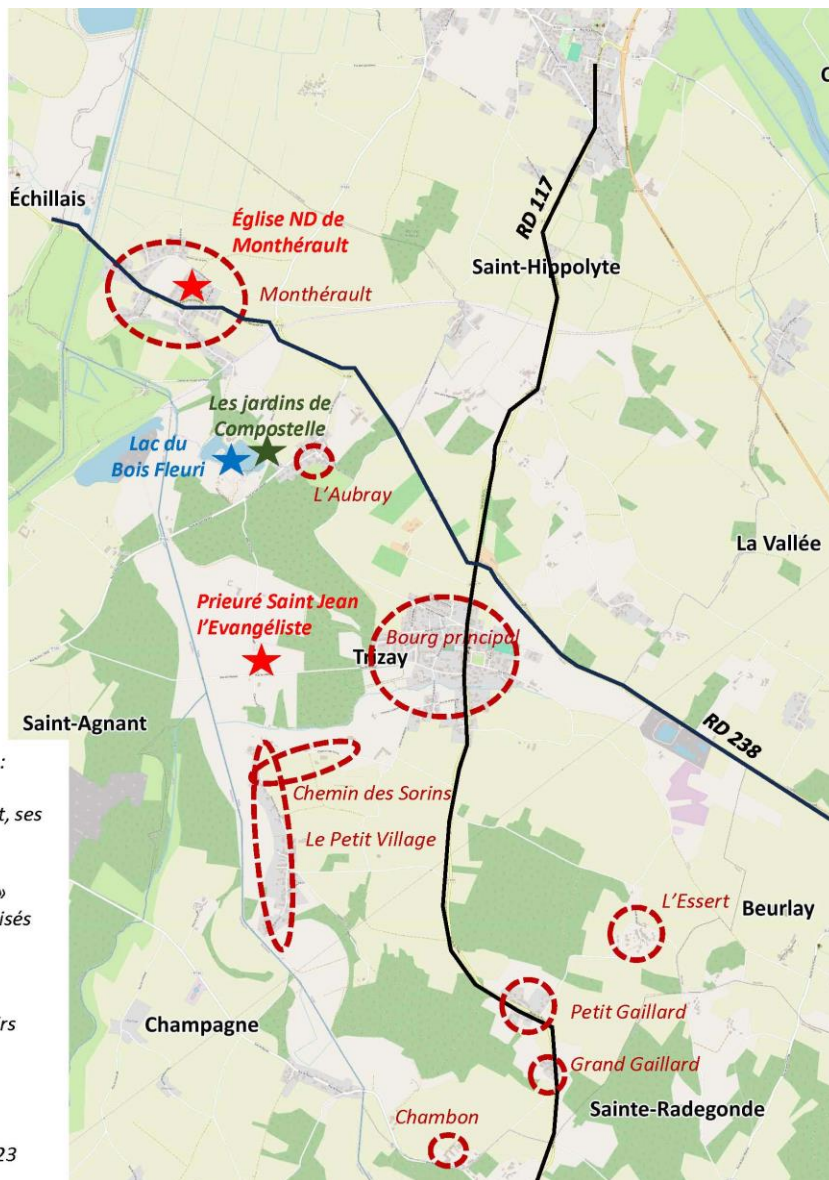 Échillais
Église ND de
Monthérault
Monthérault
RD 117
Saint-Hippolyte
Les jardins de
Compostelle
Lac du
Bois Fleuri
L'Aubray
La Vallée
Prieuré Saint Jean
l'Evangéliste
Bourg principal
Trizay
Saint-Agnant
RD 238
:
t, ses
Chemin des Sorins
Le Petit Village
»
isés
L'Essert
Beurlay
rs
Champagne
Petit Gaillard
Grand Gaillard
Sainte-Radegonde
Chambon
23